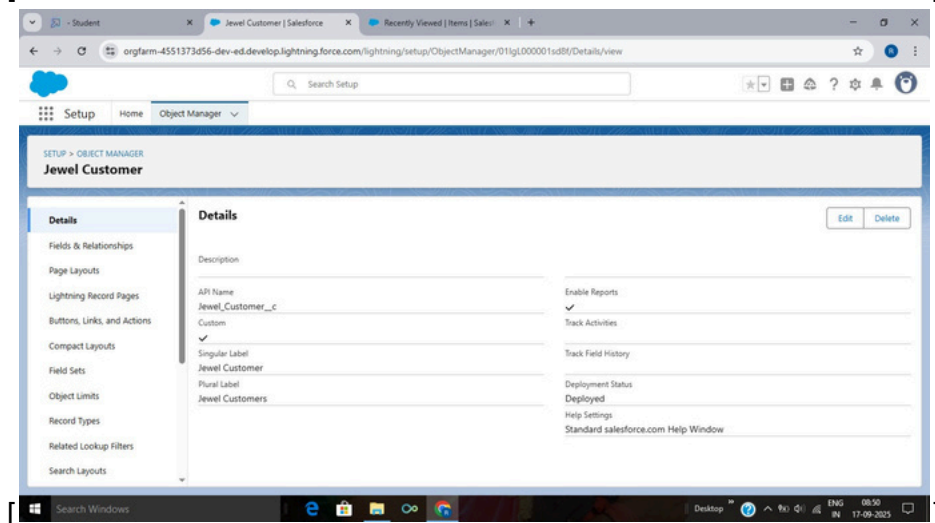 - Student
Jewel Customer | Salesforce
Recently Viewed | Items | Sales
orgfarm-4551373d56-dev-ed.develop.lightning.force.com/lightning/setup/ObjectManager/01IgL000001sd8f/Details/view
R
Search Setup
Setup Home Object Manager
SETUP > OBJECT MANAGER
Jewel Customer
Details
Fields & Relationships
Page Layouts
Lightning Record Pages
Buttons, Links, and Actions
Compact Layouts
Field Sets
Object Limits
Record Types
Related Lookup Filters
Search Layouts
Details
Edit Delete
Description
API Name
Jewel_Customer__c
Custom
Singular Label
Jewel Customer
Plural Label
Jewel Customers
Enable Reports
Track Activities
Track Field History
Deployment Status
Deployed
Help Settings
Standard salesforce.com Help Window
Search Windows
Desktop
ENG 08:50
IN 17-09-2025